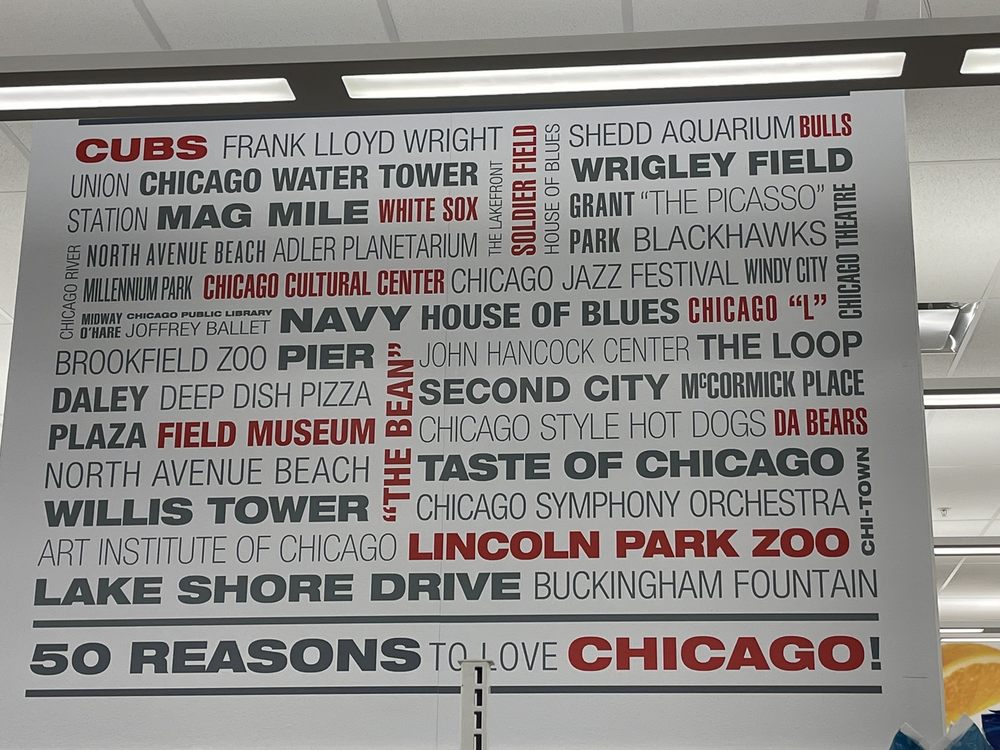 CUBS FRANK LLOYD WRIGHT
UNION CHICAGO WATER TOWER
STATION MAG MILE WHITE SOX
THE LAKEFRONT
SOLDIER FIELD
HOUSE OF BLUES
SHEDD AQUARIUM BULLS
WRIGLEY FIELD
GRANT "THE PICASSO"
PARK BLACKHAWKS
CHICAGO THEATRE
CHICAGO RIVER
NORTH AVENUE BEACH ADLER PLANETARIUM
MILLENNIUM PARK CHICAGO CULTURAL CENTER CHICAGO JAZZ FESTIVAL WINDY CITY
MIDWAY CHICAGO PUBLIC LIBRARY
O'HARE JOFFREY BALLET
NAVY HOUSE OF BLUES CHICAGO "L"
BROOKFIELD ZOO PIER
"THE BEAN"
JOHN HANCOCK CENTER THE LOOP
DALEY DEEP DISH PIZZA
SECOND CITY McCORMICK PLACE
PLAZA FIELD MUSEUM
CHICAGO STYLE HOT DOGS DA BEARS
NORTH AVENUE BEACH
TASTE OF CHICAGO
CHI-TOWN
WILLIS TOWER
CHICAGO SYMPHONY ORCHESTRA
ART INSTITUTE OF CHICAGO LINCOLN PARK ZOO
LAKE SHORE DRIVE BUCKINGHAM FOUNTAIN
50 REASONS TO LOVE CHICAGO!